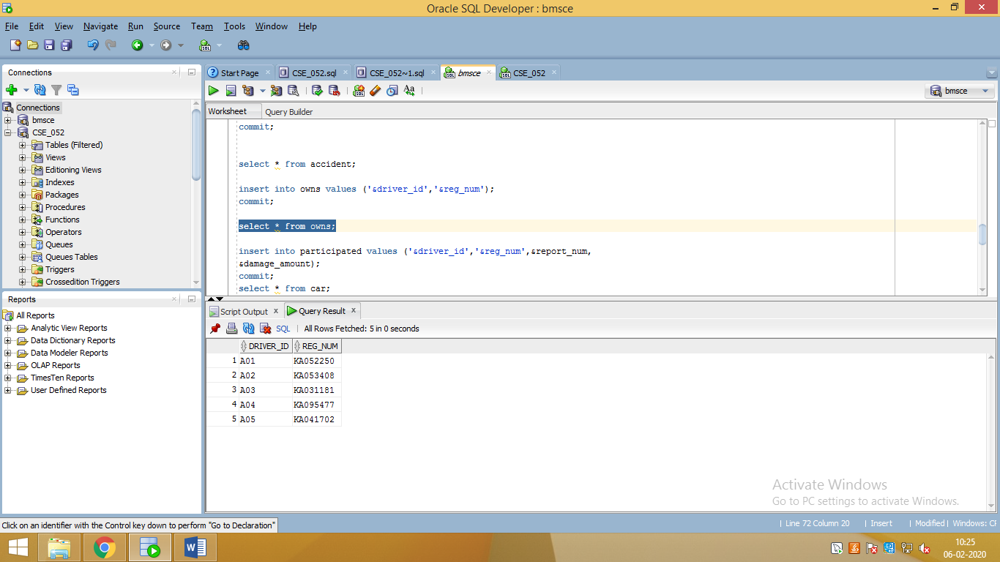 Oracle SQL Developer : bmsce
File Edit View Navigate Run Source Team Tools Window Help
Connections
Connections
bmsce
CSE_052
Tables (Filtered)
Views
Editioning Views
Indexes
Packages
Procedures
Functions
Operators
Queues
Queues Tables
Triggers
Crossedition Triggers
Reports
All Reports
Analytic View Reports
Data Dictionary Reports
Data Modeler Reports
OLAP Reports
TimesTen Reports
User Defined Reports
Start Page CSE_052.sql CSE_052~1.sql bmsce CSE_052
bmsce
Worksheet Query Builder
commit;
select * from accident;
insert into owns values ('&driver_id','&reg_num');
commit;
select * from owns;
insert into participated values ('&driver_id','&reg_num',&report_num,
&damage_amount);
commit;
select * from car;
Script Output Query Result
SQL All Rows Fetched: 5 in 0 seconds
DRIVER_ID REG_NUM
1 A01 KA052250
2 A02 KA053408
3 A03 KA031181
4 A04 KA095477
5 A05 KA041702
Activate Windows
Go to PC settings to activate Windows.
Click on an identifier with the Control key down to perform "Go to Declaration"
Line 72 Column 20 Insert Modified Windows: CF
10:25
06-02-2020